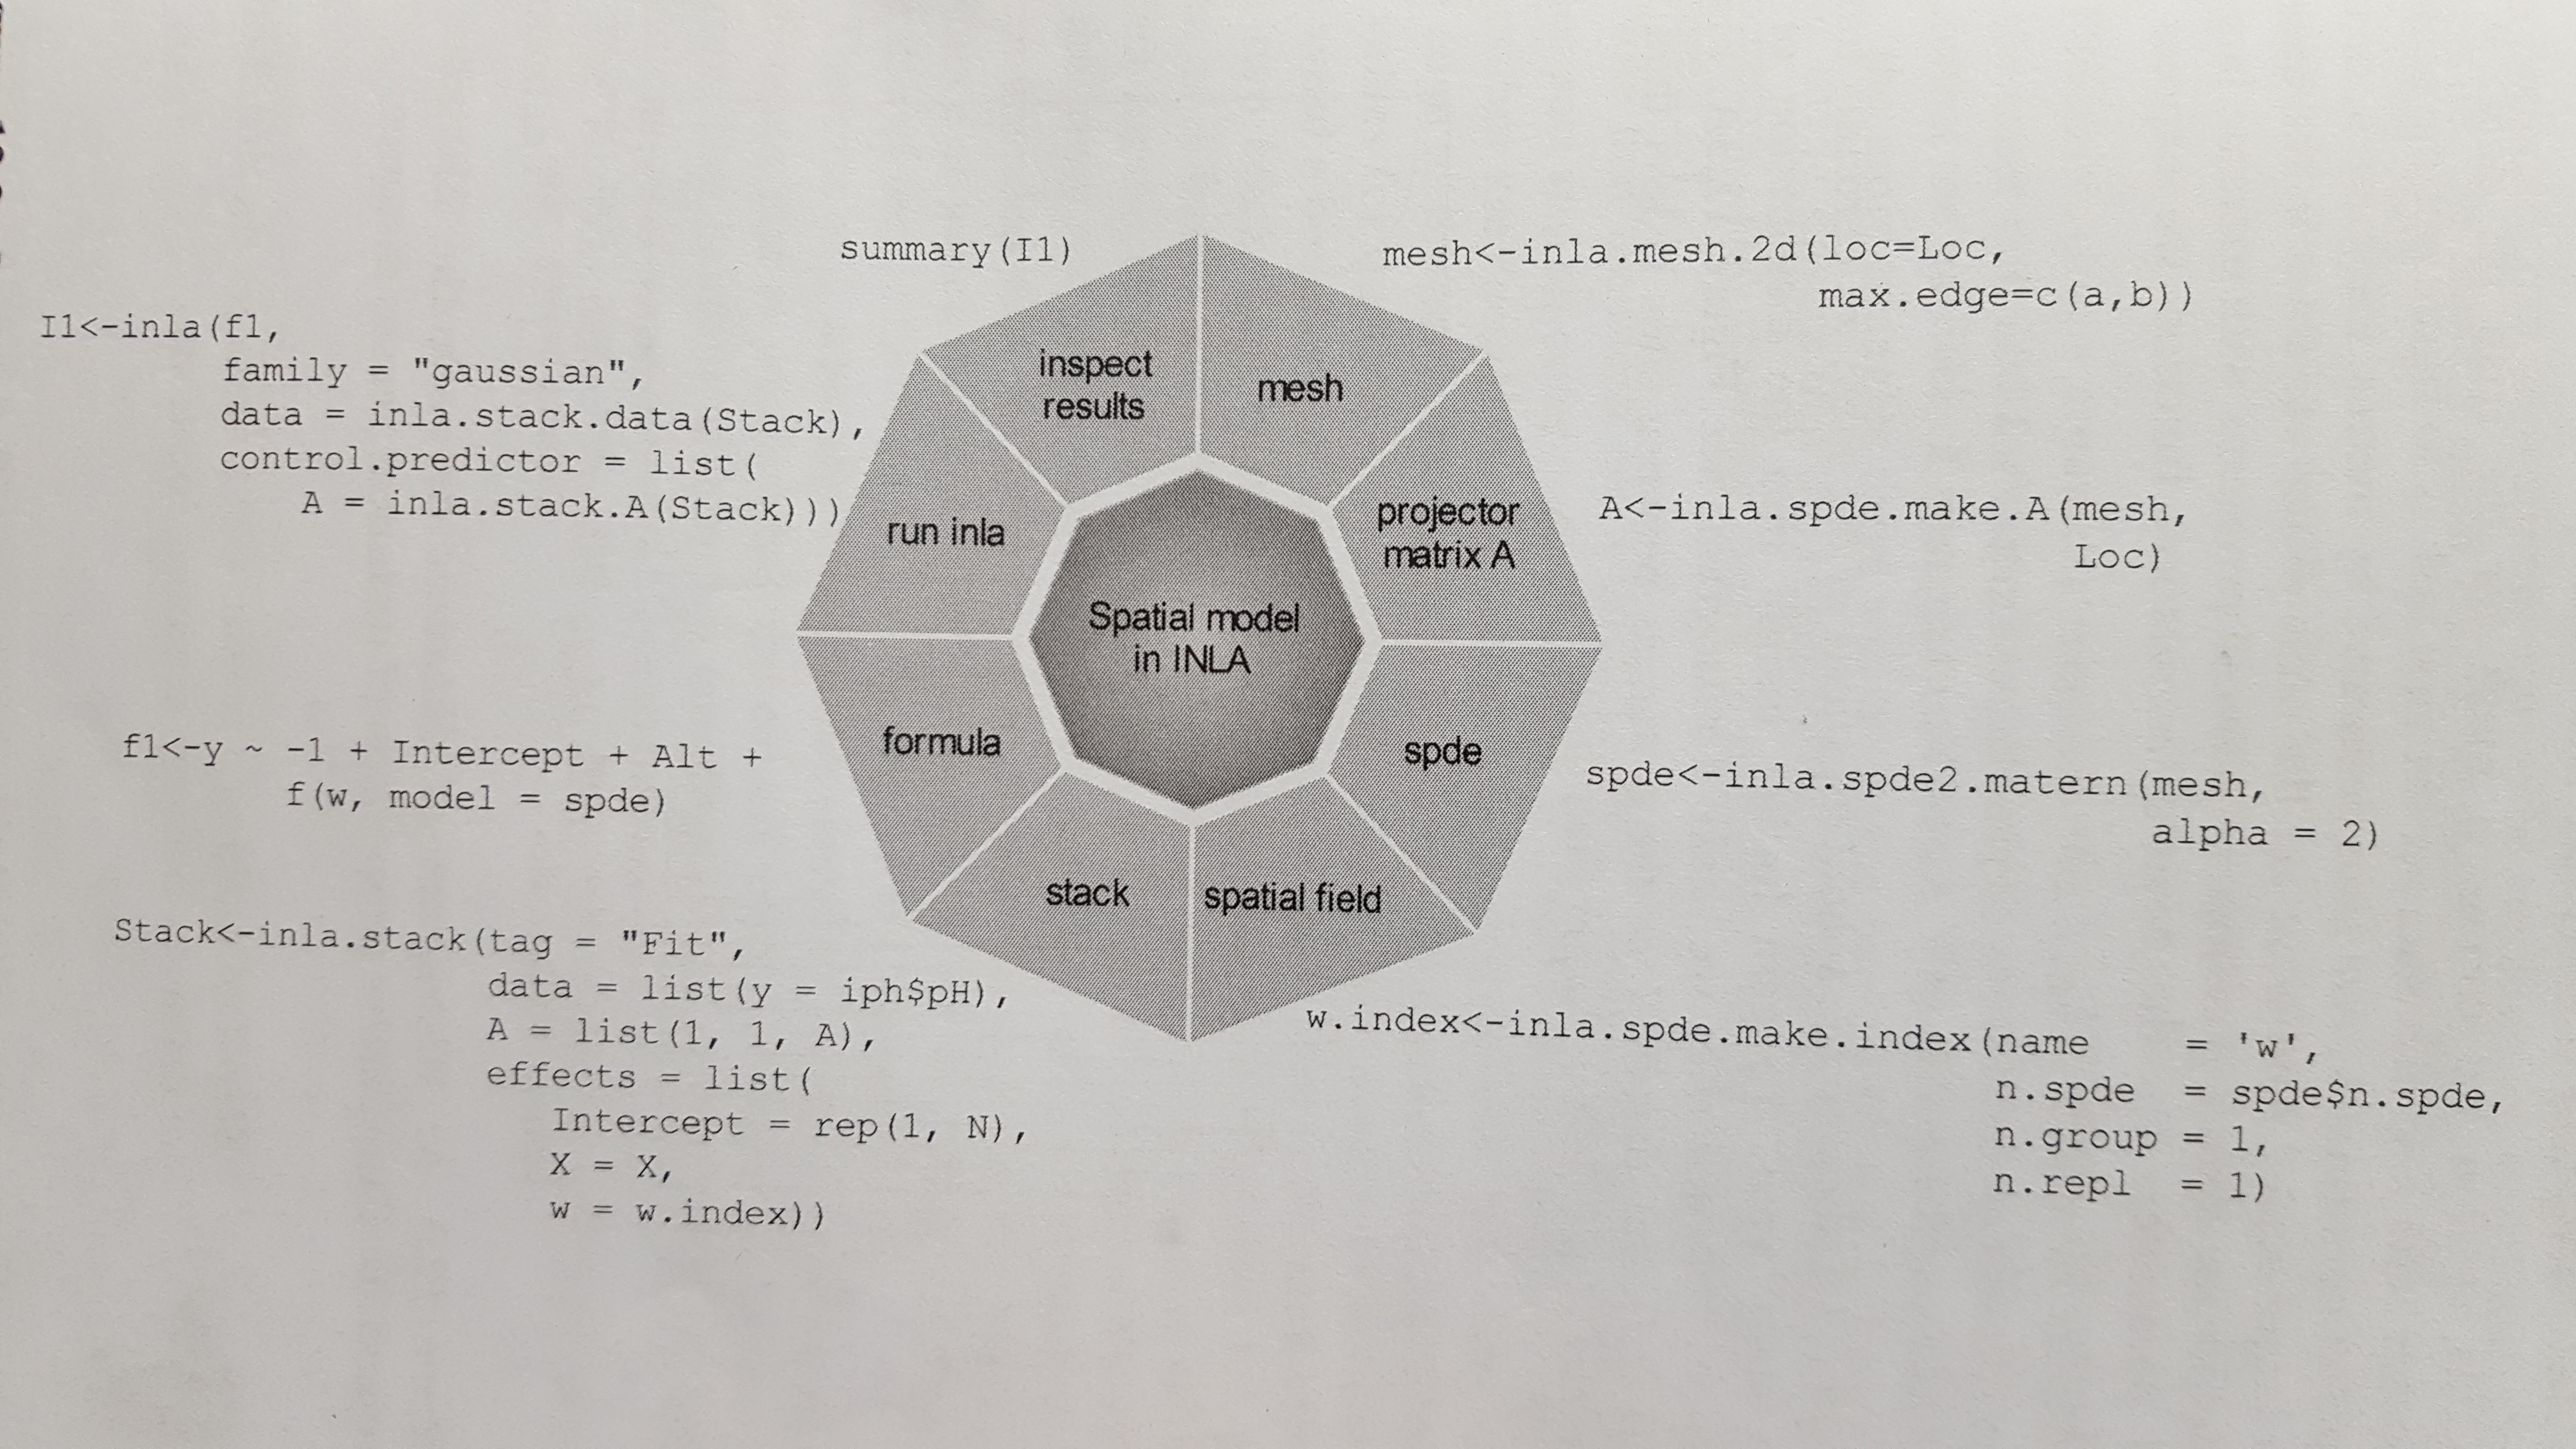 summary(I1)
mesh<-inla.mesh.2d(loc=Loc,
max.edge=c(a,b))
I1<-inla(f1,
family = "gaussian",
data = inla.stack.data(Stack),
control.predictor = list(
A = inla.stack.A(Stack)))
inspect
results
mesh
run inla
projector
matrix A
A<-inla.spde.make.A(mesh,
Loc)
Spatial model
in INLA
f1<-y ~ -1 + Intercept + Alt +
f(w, model = spde)
formula
spde
spde<-inla.spde2.matern(mesh,
alpha = 2)
stack
spatial field
Stack<-inla.stack(tag = "Fit",
data = list(y = iph$pH),
A = list(1, 1, A),
effects = list(
Intercept = rep(1, N),
X = X,
w = w.index))
w.index<-inla.spde.make.index(name = 'w',
n.spde = spde$n.spde,
n.group = 1,
n.repl = 1)